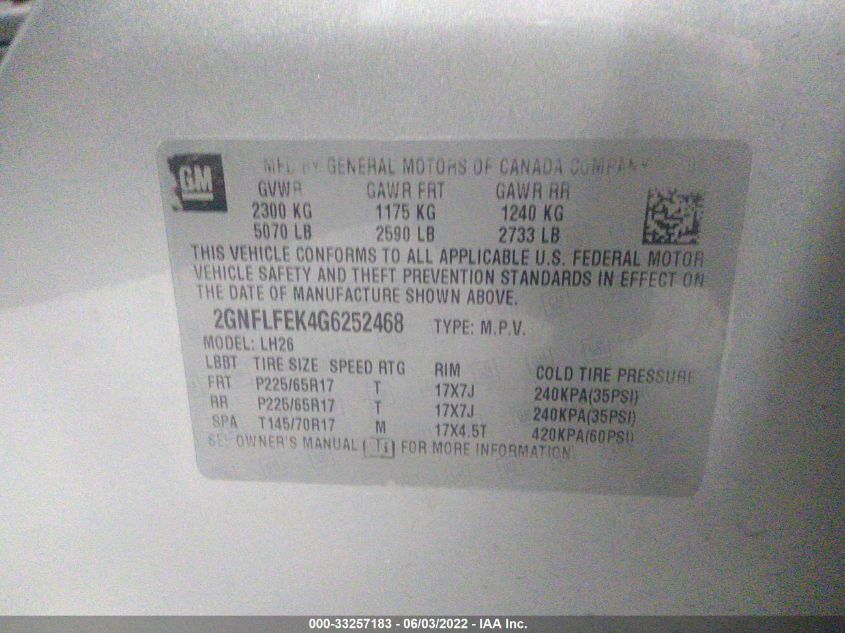 MFD BY GENERAL MOTORS OF CANADA COMPANY
GM
GVWR GAWR FRT GAWR RR
2300 KG 1175 KG 1240 KG
5070 LB 2590 LB 2733 LB
THIS VEHICLE CONFORMS TO ALL APPLICABLE U.S. FEDERAL MOTOR
VEHICLE SAFETY AND THEFT PREVENTION STANDARDS IN EFFECT ON
THE DATE OF MANUFACTURE SHOWN ABOVE.
2GNFLFEK4G6252468 TYPE: M.P.V.
MODEL: LH26
LBBT TIRE SIZE SPEED RTG RIM COLD TIRE PRESSURE
FRT P225/65R17 T 17X7J 240KPA(35PSI)
RR P225/65R17 T 17X7J 240KPA(35PSI)
SPA T145/70R17 M 17X4.5T 420KPA(60PSI)
SEE OWNER'S MANUAL FOR MORE INFORMATION
000-33257183 - 06/03/2022 - IAA Inc.